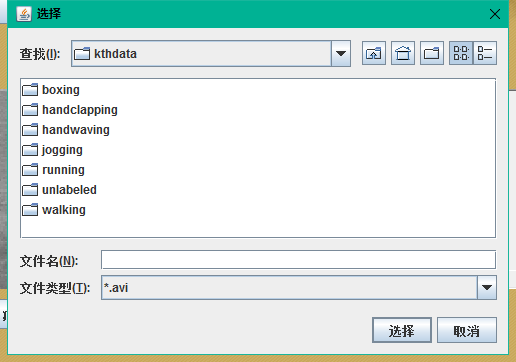 选择
查找(I): kthdata
boxing
handclapping
handwaving
jogging
running
unlabeled
walking
文件名(N):
文件类型(T): *.avi
选择 取消